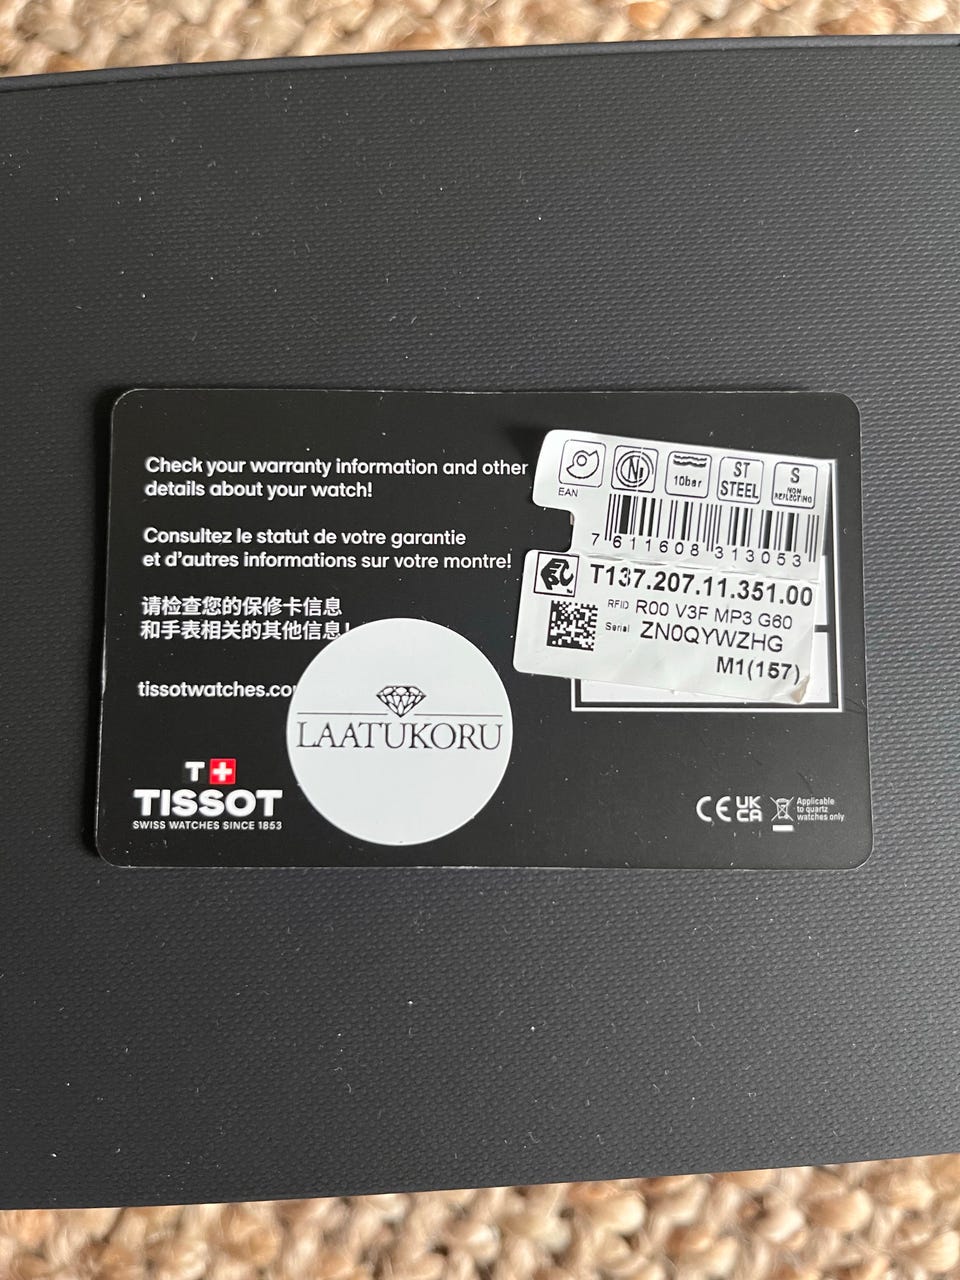 Check your warranty information and other
details about your watch!
Consultez le statut de votre garantie
et d'autres informations sur votre montre!
请检查您的保修卡信息
和手表相关的其他信息!
tissotwatches.co
T+
TISSOT
SWISS WATCHES SINCE 1853
LAATUKORU
EAN
N
10bar
ST
STEEL
S
NON
REFLECTING
7 611608 313053
T137.207.11.351.00
RFID R00 V3F MP3 G60
Serial ZN0QYWZHG
M1(157)
CE UK
CA
Applicable
to quartz
watches only